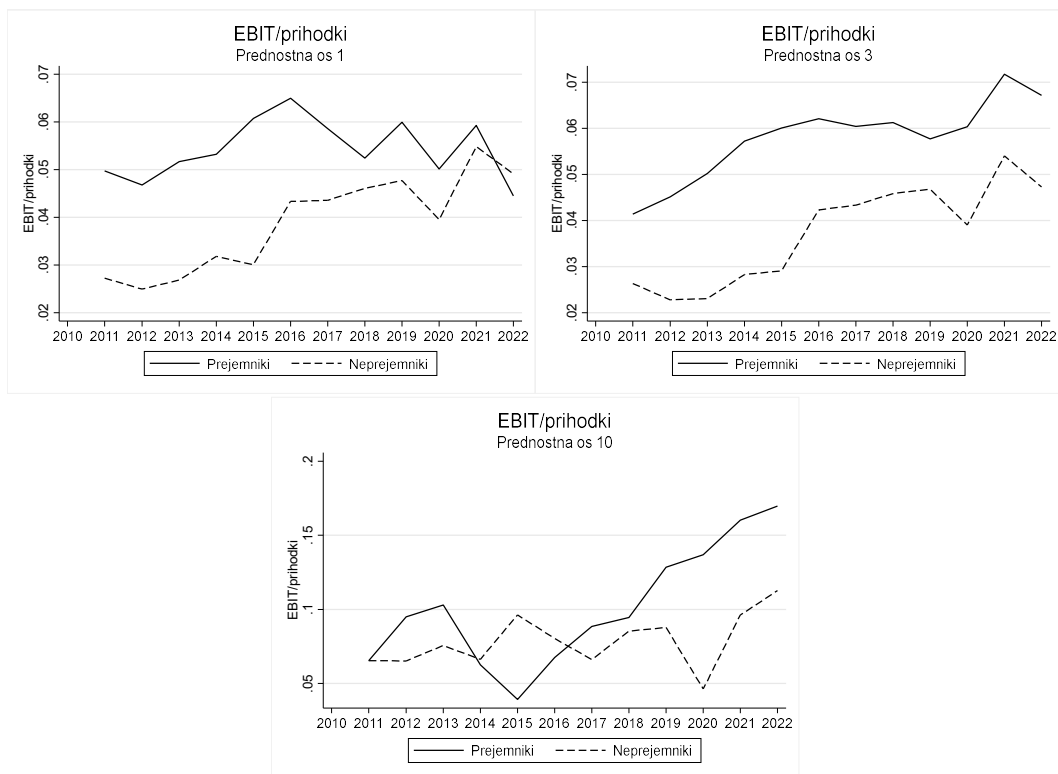 EBIT/prihodki
Prednostna os 1
EBIT/prihodki
.07
.06
.05
.04
.03
.02
2010 2011 2012 2013 2014 2015 2016 2017 2018 2019 2020 2021 2022
Prejemniki Neprejemniki
EBIT/prihodki
Prednostna os 3
EBIT/prihodki
.07
.06
.05
.04
.03
.02
2010 2011 2012 2013 2014 2015 2016 2017 2018 2019 2020 2021 2022
Prejemniki Neprejemniki
EBIT/prihodki
Prednostna os 10
EBIT/prihodki
.2
.15
.1
.05
2010 2011 2012 2013 2014 2015 2016 2017 2018 2019 2020 2021 2022
Prejemniki Neprejemniki